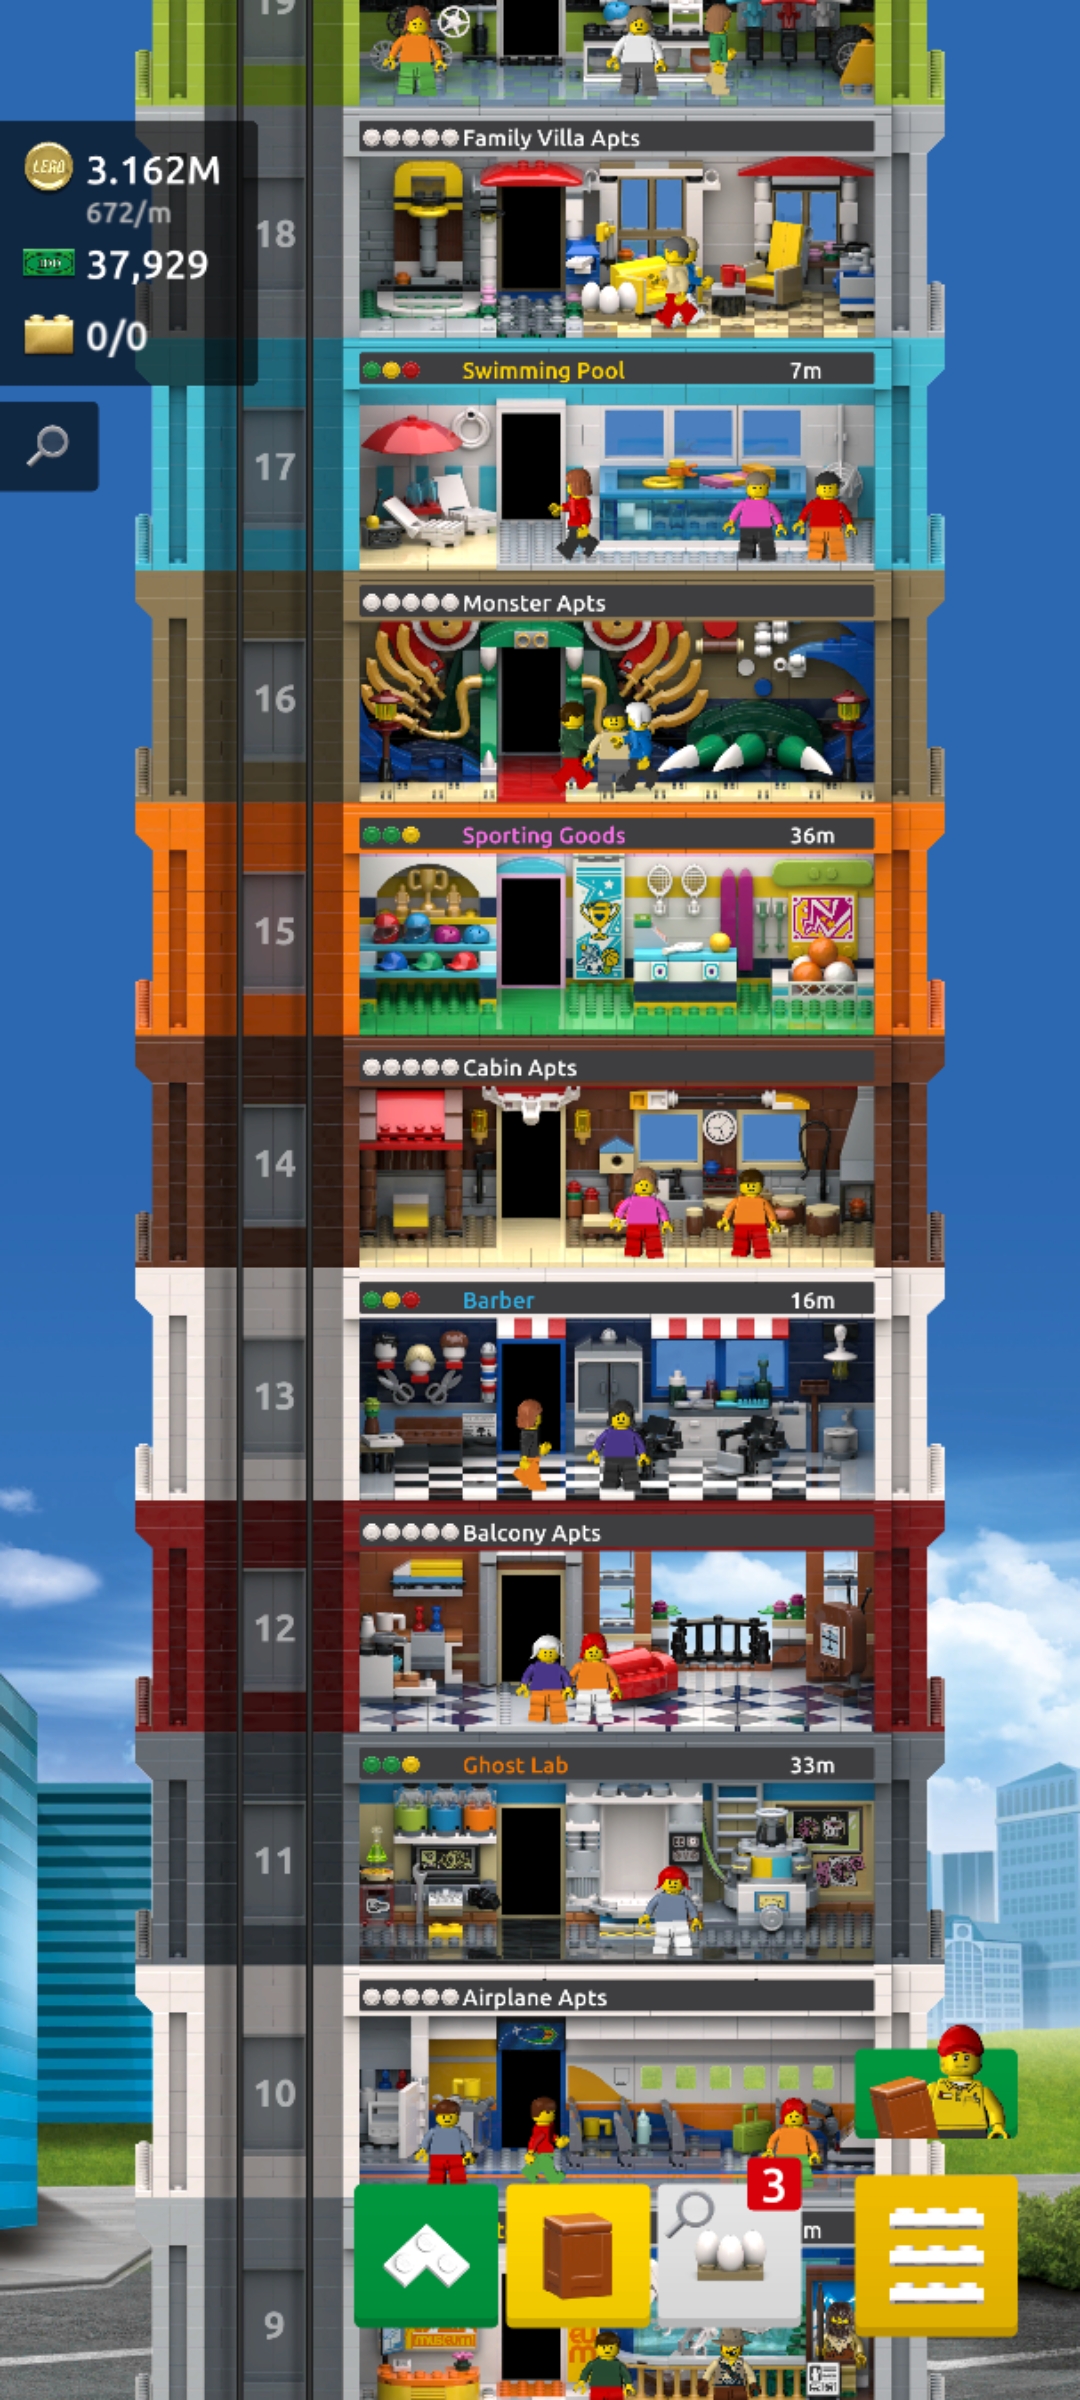 19
LEGO
3.162M
672/m
37,929
0/0
Family Villa Apts
18
Swimming Pool 7m
17
Monster Apts
16
Sporting Goods 36m
15
Cabin Apts
14
Barber 16m
13
Balcony Apts
12
Ghost Lab 33m
11
Airplane Apts
10
3
m
9